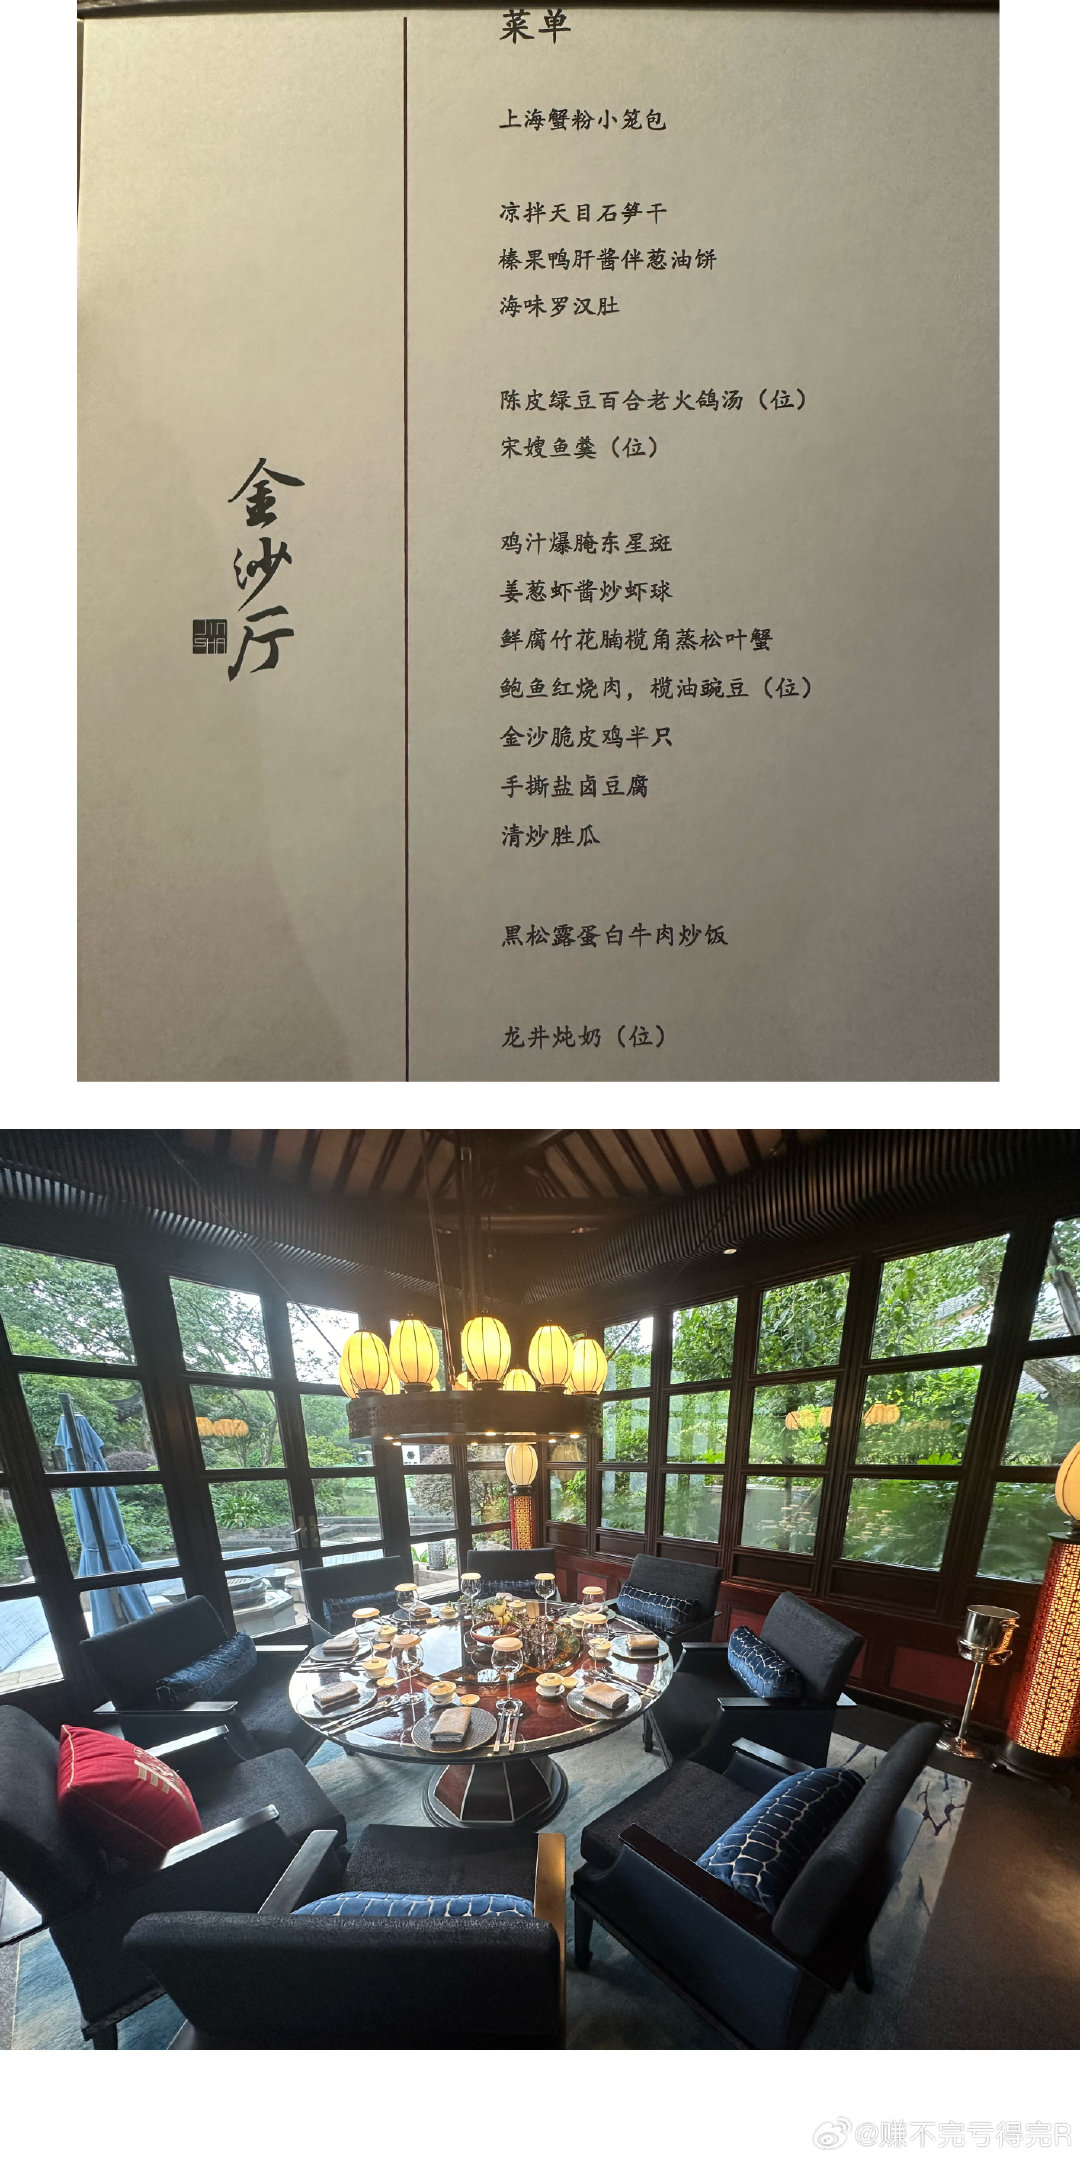 菜单
上海蟹粉小笼包
凉拌天目石笋干
榛果鸭肝酱伴葱油饼
海味罗汉肚
陈皮绿豆百合老火鸽汤（位）
宋嫂鱼羹（位）
鸡汁爆腌东星斑
姜葱虾酱炒虾球
鲜腐竹花腩榄角蒸松叶蟹
鲍鱼红烧肉，榄油豌豆（位）
金沙脆皮鸡半只
手撕盐卤豆腐
清炒胜瓜
黑松露蛋白牛肉炒饭
龙井炖奶（位）
金沙厅
JIN
SHA
@赚不完亏得完R